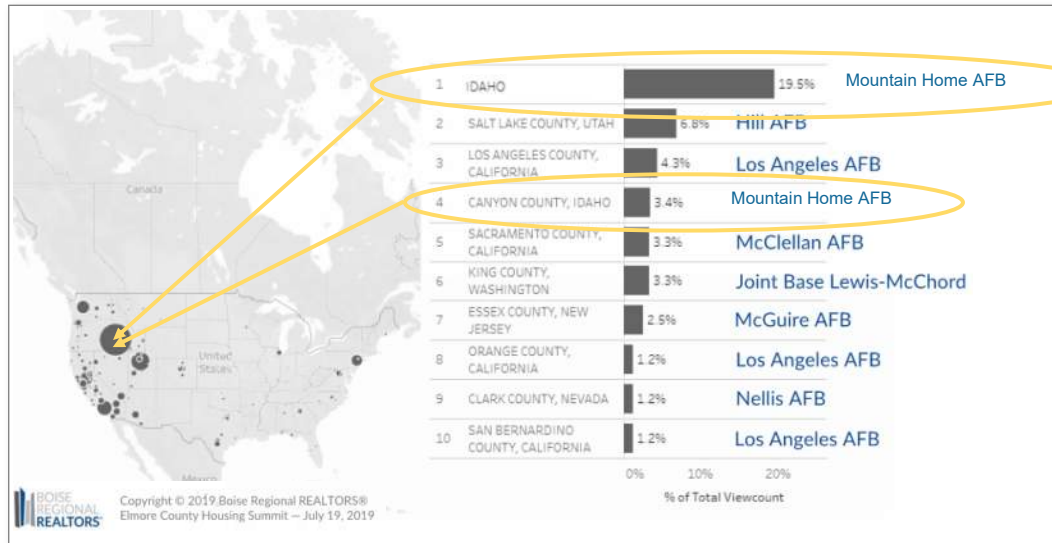 Canada
United
States
Mexico
1 IDAHO 19.5% Mountain Home AFB
2 SALT LAKE COUNTY, UTAH 6.8% Hill AFB
3 LOS ANGELES COUNTY,
CALIFORNIA 4.3% Los Angeles AFB
4 CANYON COUNTY, IDAHO 3.4% Mountain Home AFB
5 SACRAMENTO COUNTY,
CALIFORNIA 3.3% McClellan AFB
6 KING COUNTY,
WASHINGTON 3.3% Joint Base Lewis-McChord
7 ESSEX COUNTY, NEW
JERSEY 2.5% McGuire AFB
8 ORANGE COUNTY,
CALIFORNIA 1.2% Los Angeles AFB
9 CLARK COUNTY, NEVADA 1.2% Nellis AFB
10 SAN BERNARDINO
COUNTY, CALIFORNIA 1.2% Los Angeles AFB
0% 10% 20%
% of Total Viewcount
BOISE
REGIONAL
REALTORS®
Copyright © 2019 Boise Regional REALTORS®
Elmore County Housing Summit — July 19, 2019